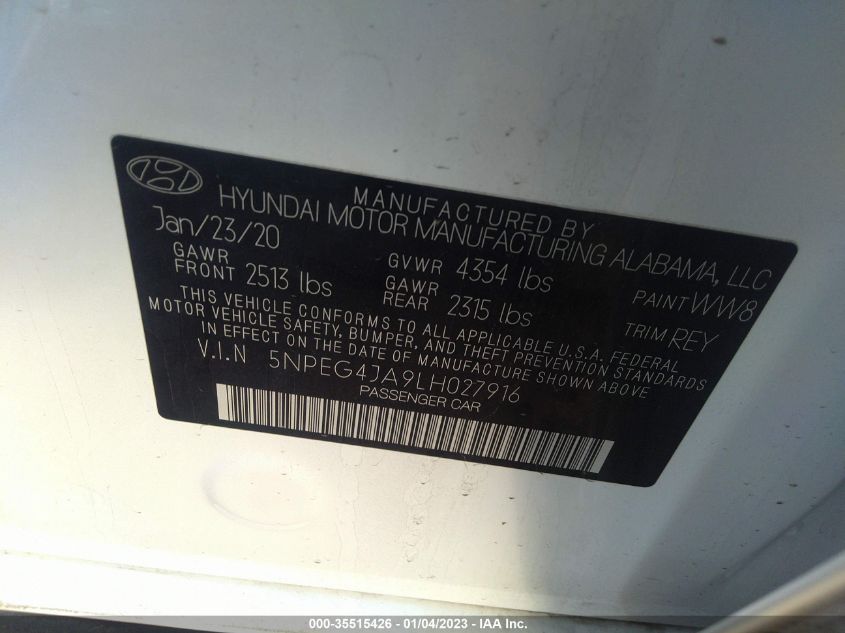 MANUFACTURED BY
HYUNDAI MOTOR MANUFACTURING ALABAMA, LLC
Jan/23/20
GAWR FRONT 2513 lbs
GVWR 4354 lbs
GAWR REAR 2315 lbs
PAINT WW8
TRIM REY
THIS VEHICLE CONFORMS TO ALL APPLICABLE U.S. FEDERAL
MOTOR VEHICLE SAFETY, BUMPER, AND THEFT PREVENTION STANDARDS
IN EFFECT ON THE DATE OF MANUFACTURE SHOWN ABOVE
V.I.N 5NPEG4JA9LH027916
PASSENGER CAR
000-35515426 - 01/04/2023 - IAA Inc.